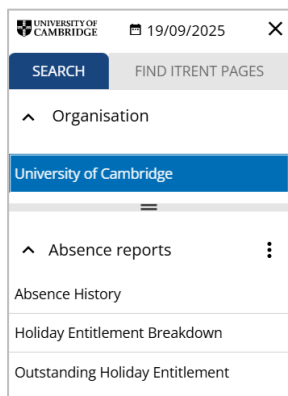 UNIVERSITY OF
CAMBRIDGE
19/09/2025
SEARCH
FIND ITRENT PAGES
Organisation
University of Cambridge
Absence reports
Absence History
Holiday Entitlement Breakdown
Outstanding Holiday Entitlement